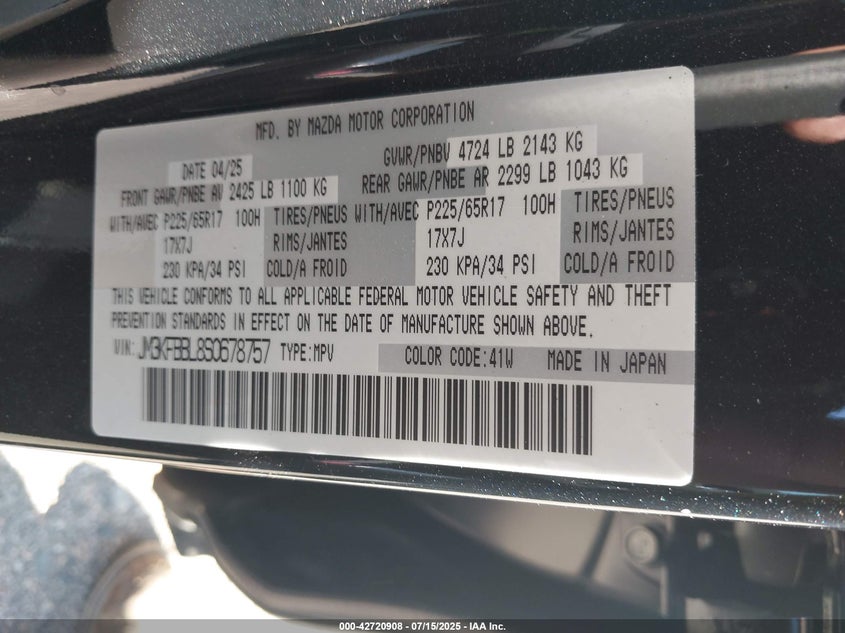 MFD. BY MAZDA MOTOR CORPORATION
DATE 04/25 GVWR/PNBV 4724 LB 2143 KG
FRONT GAWR/PNBE AV 2425 LB 1100 KG REAR GAWR/PNBE AR 2299 LB 1043 KG
WITH/AVEC P225/65R17 100H TIRES/PNEUS WITH/AVEC P225/65R17 100H TIRES/PNEUS
17X7J RIMS/JANTES 17X7J RIMS/JANTES
230 KPA/34 PSI COLD/A FROID 230 KPA/34 PSI COLD/A FROID
THIS VEHICLE CONFORMS TO ALL APPLICABLE FEDERAL MOTOR VEHICLE SAFETY AND THEFT
PREVENTION STANDARDS IN EFFECT ON THE DATE OF MANUFACTURE SHOWN ABOVE.
VIN: JM3KFBBL8S0678757 TYPE:MPV COLOR CODE:41W MADE IN JAPAN
000-42720908 - 07/15/2025 - IAA Inc.